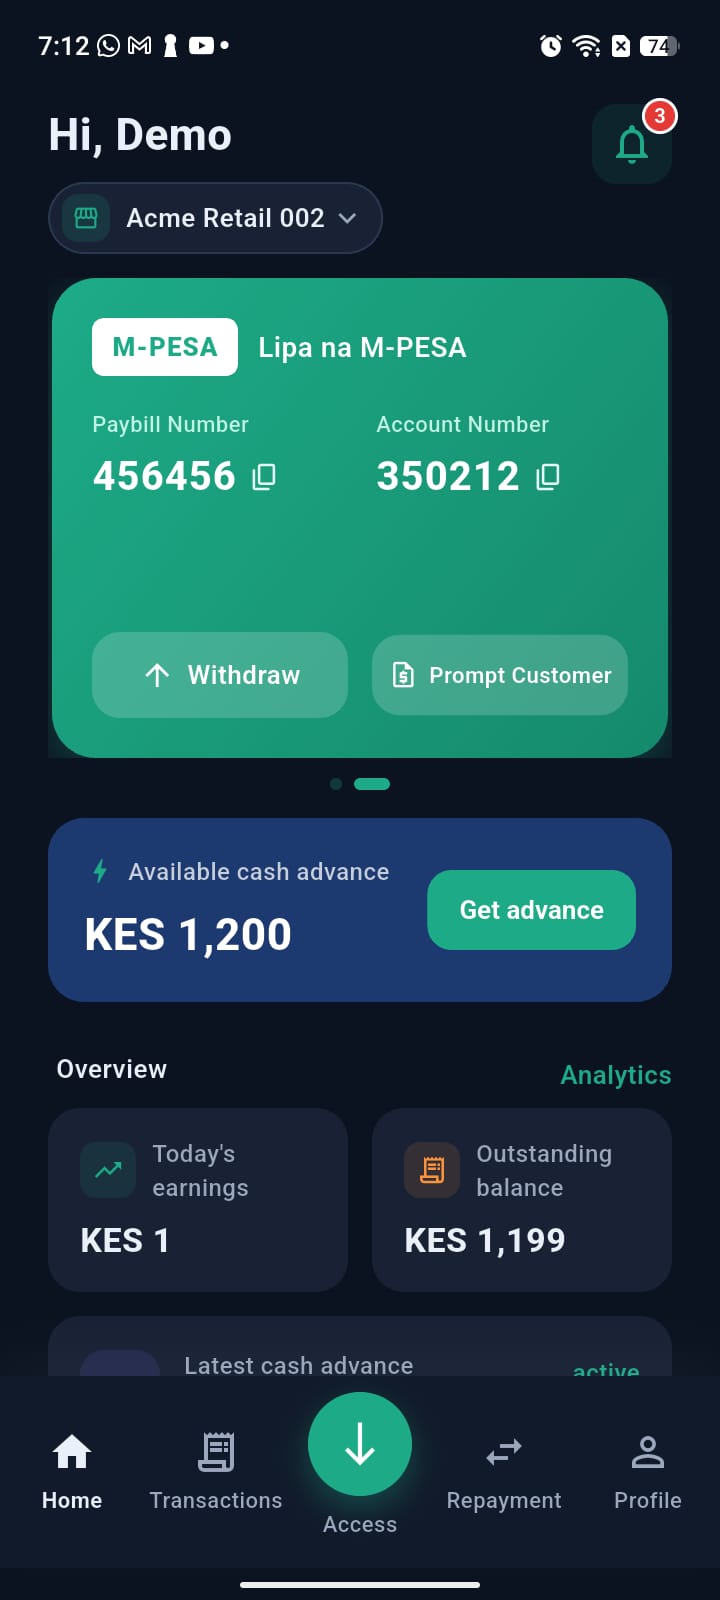 7:12
74
Hi, Demo
3
Acme Retail 002
M-PESA Lipa na M-PESA
Paybill Number Account Number
456456 350212
Withdraw Prompt Customer
Available cash advance
KES 1,200
Get advance
Overview
Analytics
Today's
earnings
KES 1
Outstanding
balance
KES 1,199
Latest cash advance
active
Home Transactions Access Repayment Profile